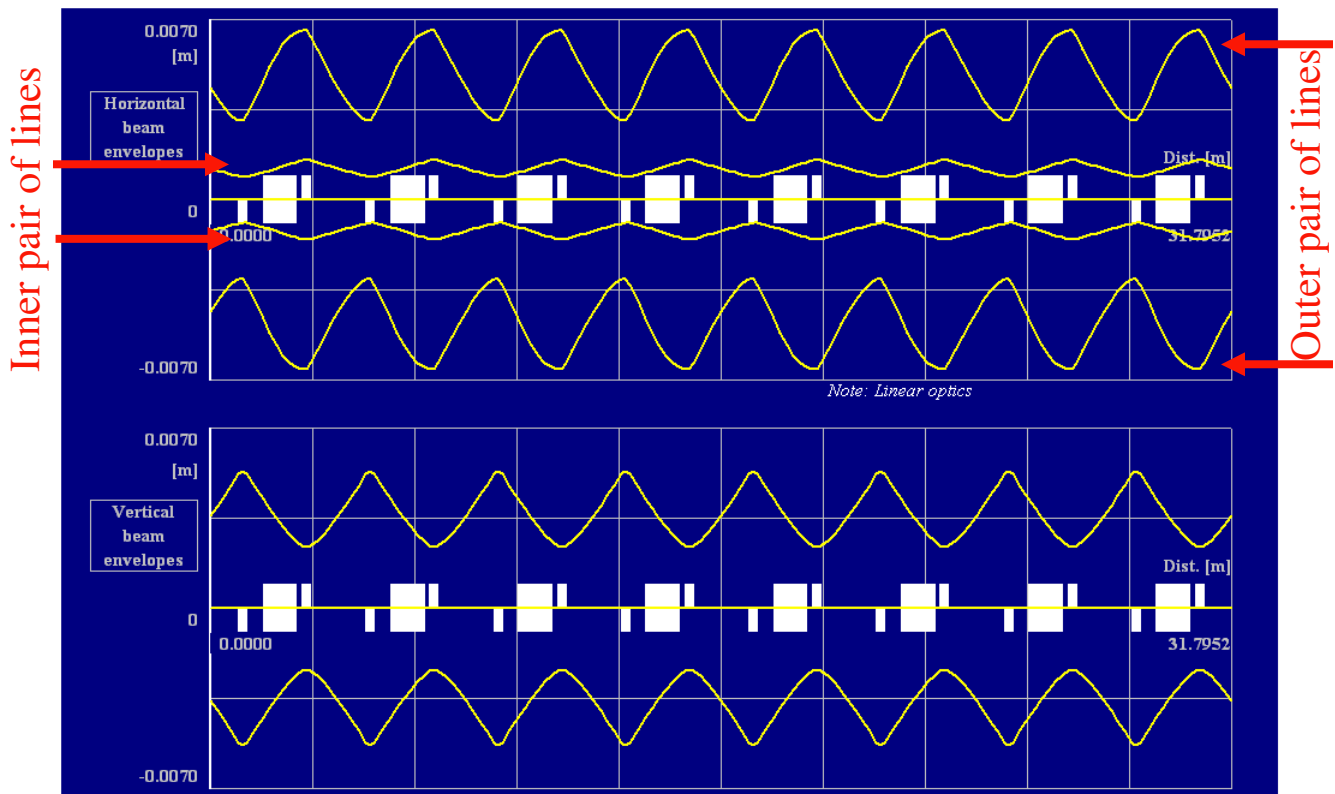 Inner pair of lines
Outer pair of lines
0.0070
[m]
Horizontal
beam
envelopes
Dist. [m]
0
0.0000
31.7952
-0.0070
Note: Linear optics
0.0070
[m]
Vertical
beam
envelopes
Dist. [m]
0
0.0000
31.7952
-0.0070